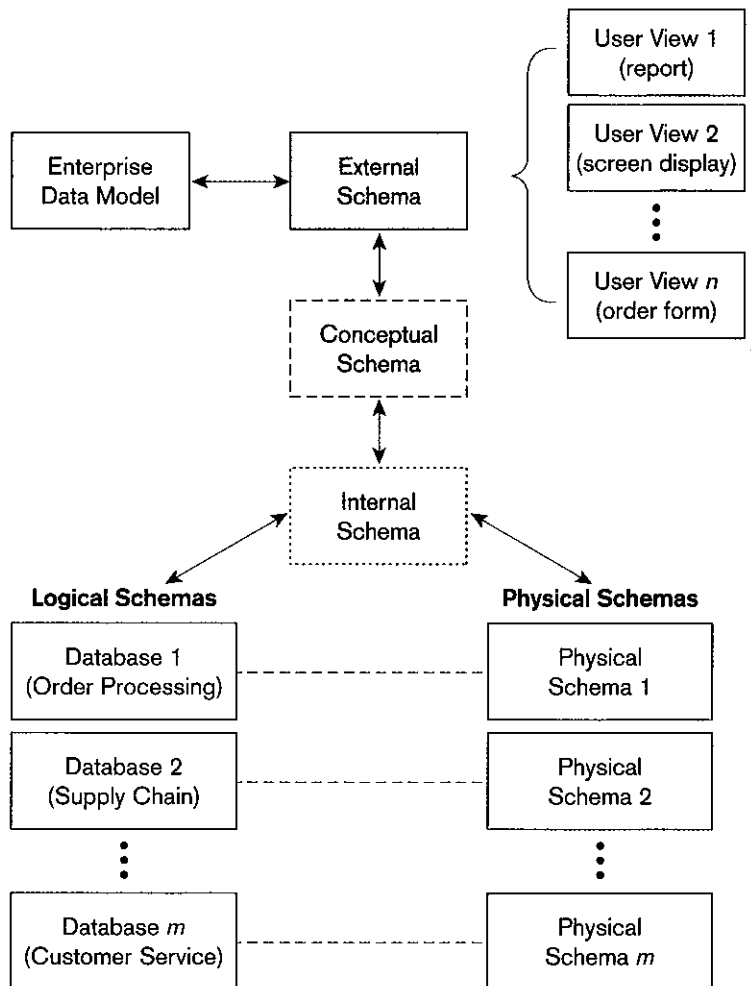 User View 1
(report)
User View 2
(screen display)
User View n
(order form)
Enterprise
Data Model
External
Schema
Conceptual
Schema
Internal
Schema
Logical Schemas
Physical Schemas
Database 1
(Order Processing)
Physical
Schema 1
Database 2
(Supply Chain)
Physical
Schema 2
Database m
(Customer Service)
Physical
Schema m